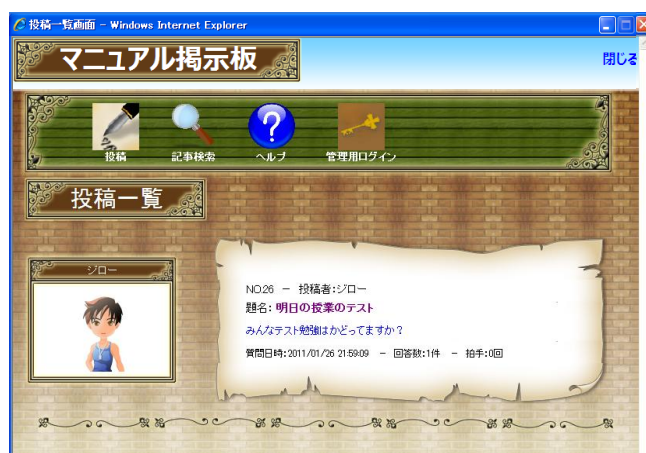 投稿一覧画面 - Windows Internet Explorer
マニュアル掲示板
閉じる
投稿
記事検索
ヘルプ
管理用ログイン
投稿一覧
ジロー
NO.26 － 投稿者:ジロー
題名: 明日の授業のテスト
みんなテスト勉強はかどってますか？
質問日時:2011/01/26 21:59:09 － 回答数:1件 － 拍手:0回